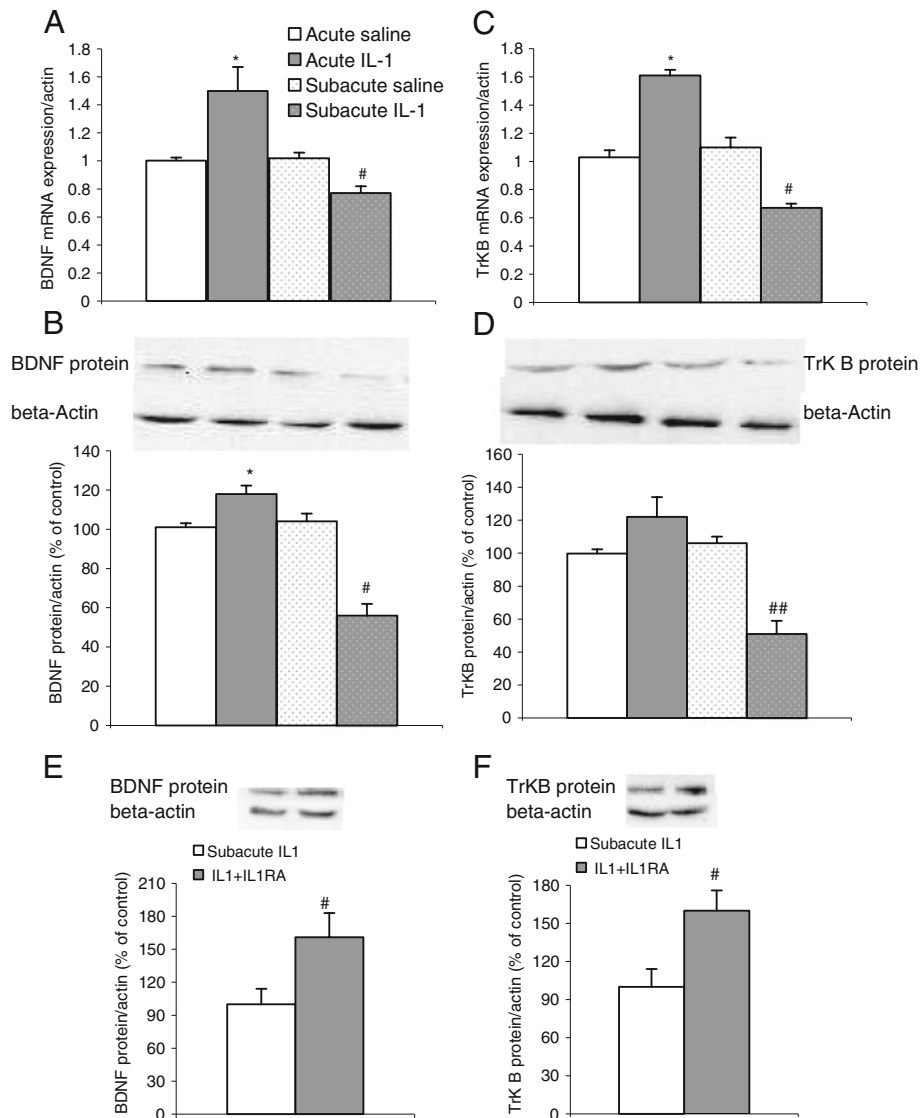 A
Acute saline
Acute IL-1
Subacute saline
Subacute IL-1
BDNF mRNA expression/actin
1.8
1.6
1.4
1.2
1
0.8
0.6
0.4
0.2
0
*
#
C
TrKB mRNA expression/actin
1.8
1.6
1.4
1.2
1
0.8
0.6
0.4
0.2
0
*
#
B
BDNF protein
beta-Actin
BDNF protein/actin (% of control)
140
120
100
80
60
40
20
0
*
#
D
TrK B protein
beta-Actin
TrKB protein/actin (% of control)
160
140
120
100
80
60
40
20
0
##
E
BDNF protein
beta-actin
Subacute IL1
IL1+IL1RA
BDNF protein/actin (% of control)
210
180
150
120
90
60
30
0
#
F
TrKB protein
beta-actin
Subacute IL1
IL1+IL1RA
TrK B protein/actin (% of control)
180
150
120
90
60
30
0
#